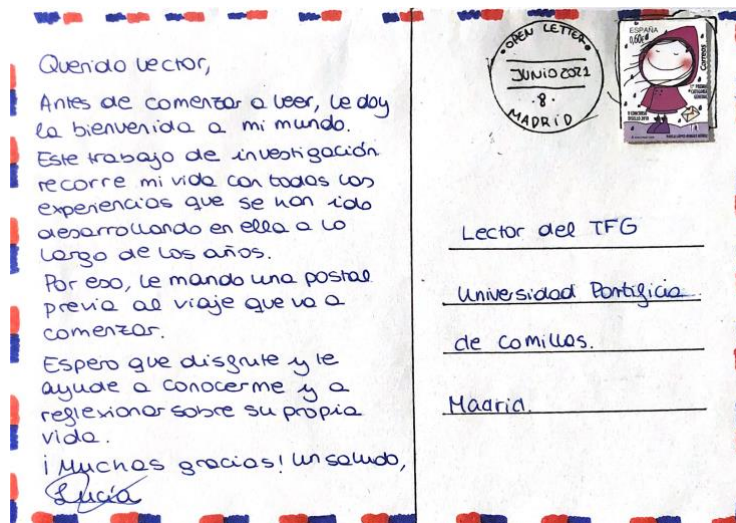 Querido lector,
Antes de comenzar a leer, le doy
la bienvenida a mi mundo.
Este trabajo de investigación
recorre mi vida con todas las
experiencias que se han ido
desarrollando en ella a lo
largo de los años.
Por eso, le mando una postal
previa al viaje que va a
comenzar.
Espero que disfrute y le
ayude a conocerme y a
reflexionar sobre su propia
vida.
¡Muchas gracias! Un saludo,
Lucía
OPEN LETTER
JUNIO 2021
.8.
MADRID
ESPAÑA
0,60€
Correos
Lector del TFG
Universidad Pontificia
de Comillas.
Madrid.